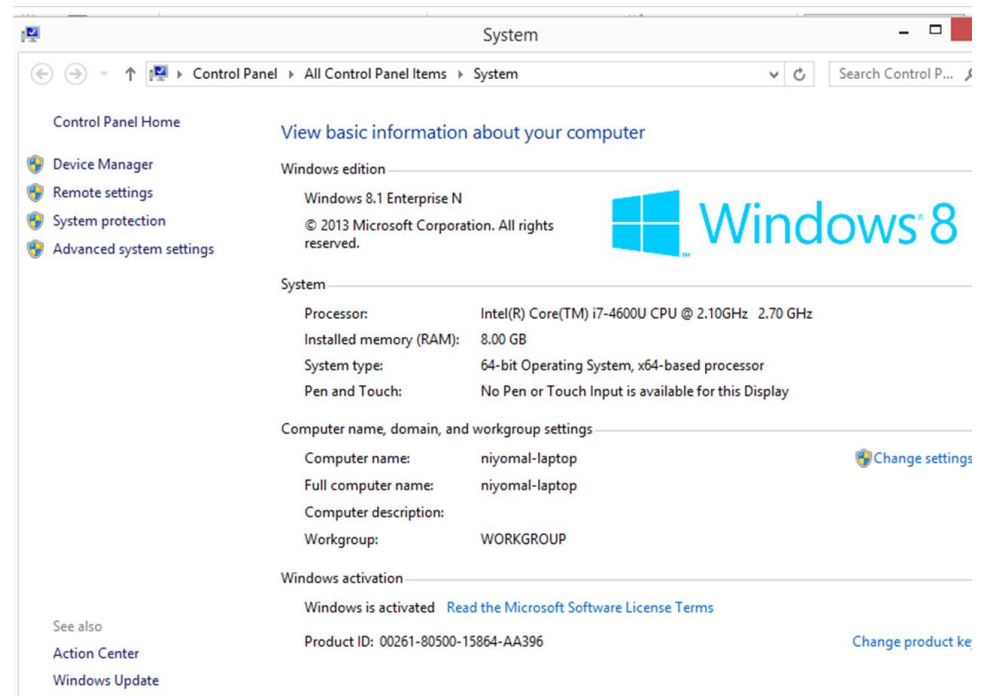 System
Control Panel All Control Panel Items System
Search Control P...
Control Panel Home
Device Manager
Remote settings
System protection
Advanced system settings
View basic information about your computer
Windows edition
Windows 8.1 Enterprise N
© 2013 Microsoft Corporation. All rights
reserved.
Windows 8
System
Processor: Intel(R) Core(TM) i7-4600U CPU @ 2.10GHz 2.70 GHz
Installed memory (RAM): 8.00 GB
System type: 64-bit Operating System, x64-based processor
Pen and Touch: No Pen or Touch Input is available for this Display
Computer name, domain, and workgroup settings
Computer name: niyomal-laptop
Change settings
Full computer name: niyomal-laptop
Computer description:
Workgroup: WORKGROUP
Windows activation
Windows is activated Read the Microsoft Software License Terms
Product ID: 00261-80500-15864-AA396
Change product ke
See also
Action Center
Windows Update